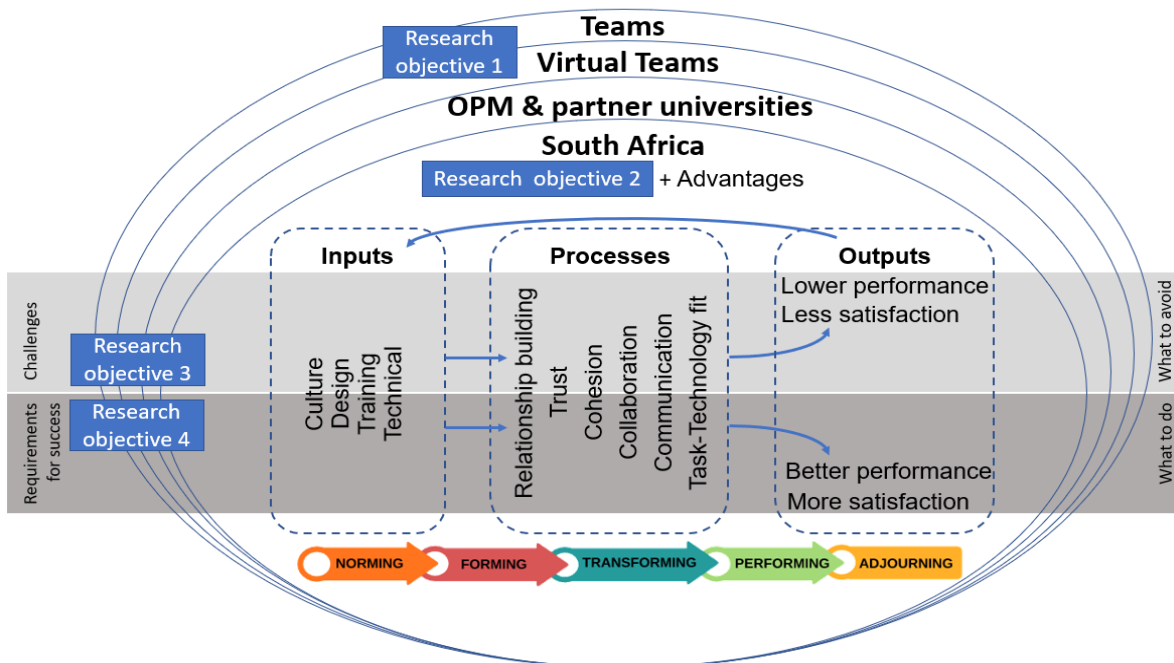 Teams
Research
objective 1
Virtual Teams
OPM & partner universities
South Africa
Research objective 2
+ Advantages
Inputs
Processes
Outputs
Challenges
Research
objective 3
Culture
Design
Training
Technical
Relationship building
Trust
Cohesion
Collaboration
Communication
Task-Technology fit
Lower performance
Less satisfaction
What to avoid
Requirements
for success
Research
objective 4
Better performance
More satisfaction
What to do
NORMING
FORMING
TRANSFORMING
PERFORMING
ADJOURNING